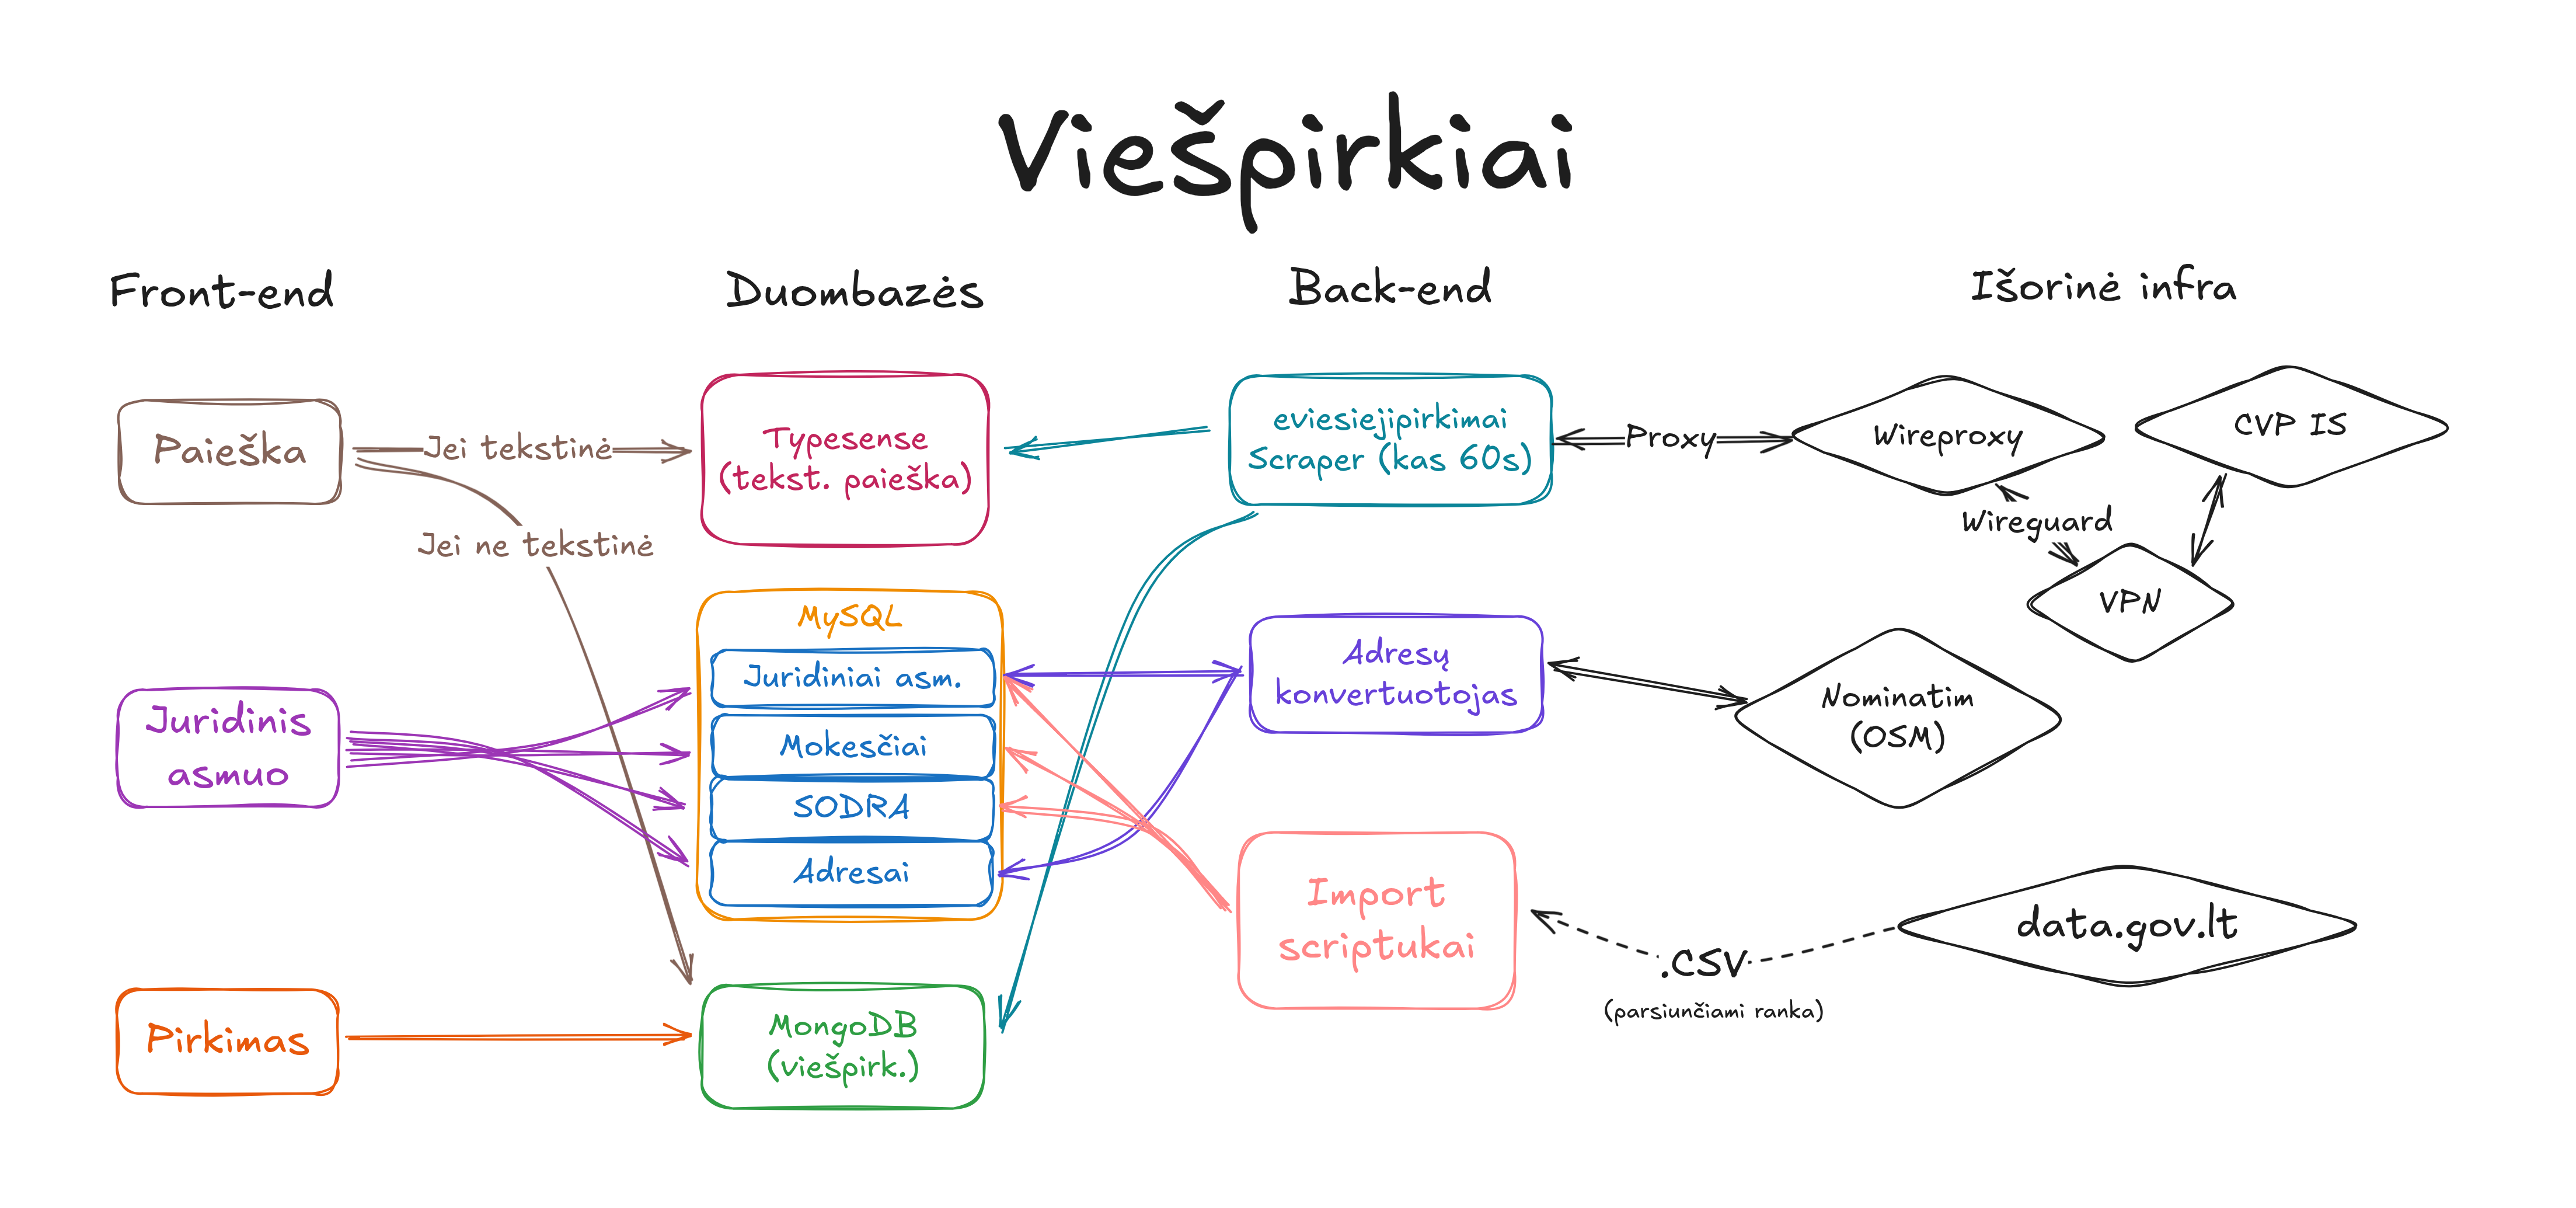 Viešpirkiai
Front-end
Duombazės
Back-end
Išorinė infra
Paieška
Jei tekstinė
Jei ne tekstinė
Typesense
(tekst. paieška)
eviesiejipirkimai
Scraper (kas 60s)
Proxy
Wireproxy
CVP IS
Wireguard
VPN
Juridinis
asmuo
MySQL
Juridiniai asm.
Mokesčiai
SODRA
Adresai
Adresų
konvertuotojas
Nominatim
(OSM)
Import
scriptukai
.CSV
(parsiunčiami ranka)
data.gov.lt
Pirkimas
MongoDB
(viešpirk.)